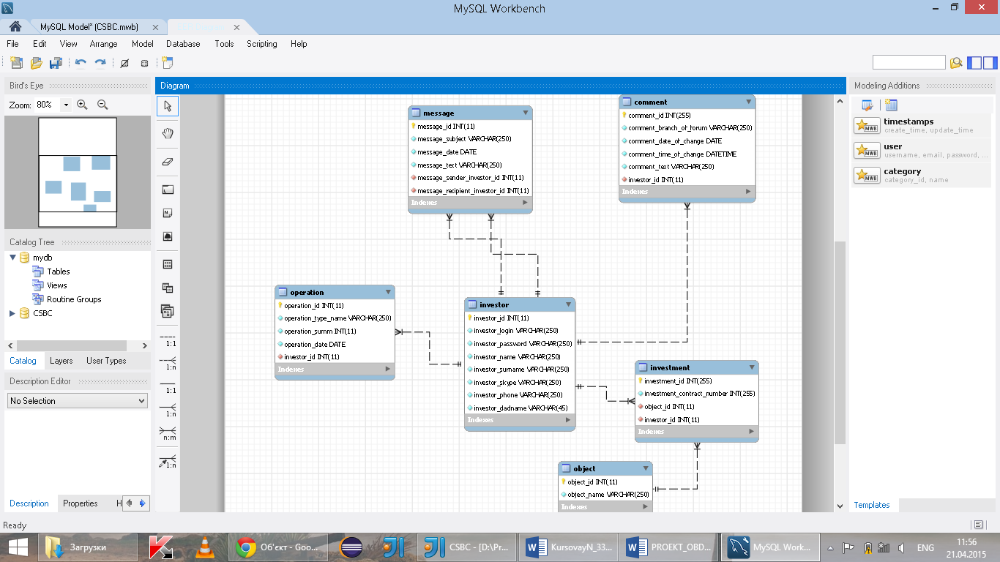 MySQL Workbench
MySQL Model* (CSBC.mwb)
File Edit View Arrange Model Database Tools Scripting Help
Bird's Eye
Zoom: 80%
Catalog Tree
mydb
Tables
Views
Routine Groups
CSBC
Catalog Layers User Types
Description Editor
No Selection
Description Properties H
Ready
Diagram
1:1
1:n
1:1
1:n
n:m
1:n
message
message_id INT(11)
message_subject VARCHAR(250)
message_date DATE
message_text VARCHAR(250)
message_sender_investor_id INT(11)
message_recipient_investor_id INT(11)
Indexes
comment
comment_id INT(255)
comment_branch_of_forum VARCHAR(250)
comment_date_of_change DATE
comment_time_of_change DATETIME
comment_text VARCHAR(250)
investor_id INT(11)
Indexes
operation
operation_id INT(11)
operation_type_name VARCHAR(250)
operation_summ INT(11)
operation_date DATE
investor_id INT(11)
Indexes
investor
investor_id INT(11)
investor_login VARCHAR(250)
investor_password VARCHAR(250)
investor_name VARCHAR(250)
investor_surname VARCHAR(250)
investor_skype VARCHAR(250)
investor_phone VARCHAR(250)
investor_dadname VARCHAR(45)
Indexes
investment
investment_id INT(255)
investment_contract_number INT(255)
object_id INT(11)
investor_id INT(11)
Indexes
object
object_id INT(11)
object_name VARCHAR(250)
Indexes
Modeling Additions
MWB
timestamps
create_time, update_time
MWB
user
username, email, password, ...
MWB
category
category_id, name
Templates
Загрузки
Об'єкт - Goo...
CSBC - [D:\Pr...
KursovayN_33...
PROEKT_OBD...
MySQL Work...
ENG
11:56
21.04.2015